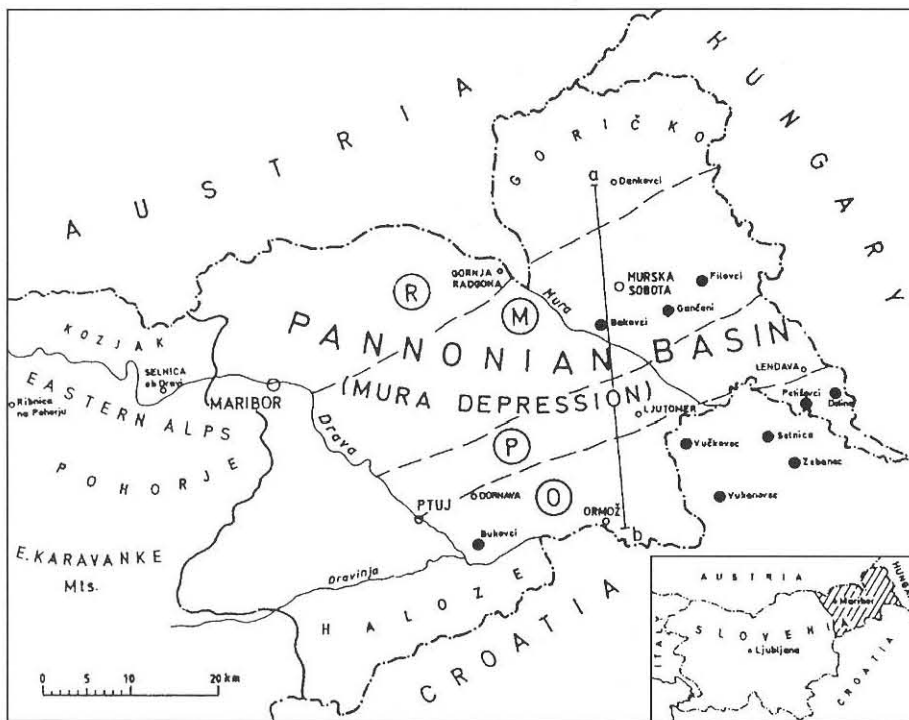 AUSTRIA
HUNGARY
GORIČKO
a
Dankovci
GORNJA
RADGONA
R
M
Mura
MURSKA
SOBOTA
Filovci
Gančani
Bakovci
KOZJAK
SELNICA
ob Dravi
EASTERN ALPS
Ribnica
na Pohorju
POHORJE
MARIBOR
PANNONIAN BASIN
(MURA DEPRESSION)
LENDAVA
Petišovci
Dolina
LJUTOMER
Drava
P
Vučkovec
Selnica
Zebanec
Vukanovec
O
DORNAVA
PTUJ
ORMOŽ
b
Bukovci
E. KARAVANKE
Mts.
Dravinja
HALOZE
CROATIA
0 5 10 20 km
AUSTRIA
HUNGA
Maribor
SLOVENIA
Ljubljana
ITALY
CROATIA